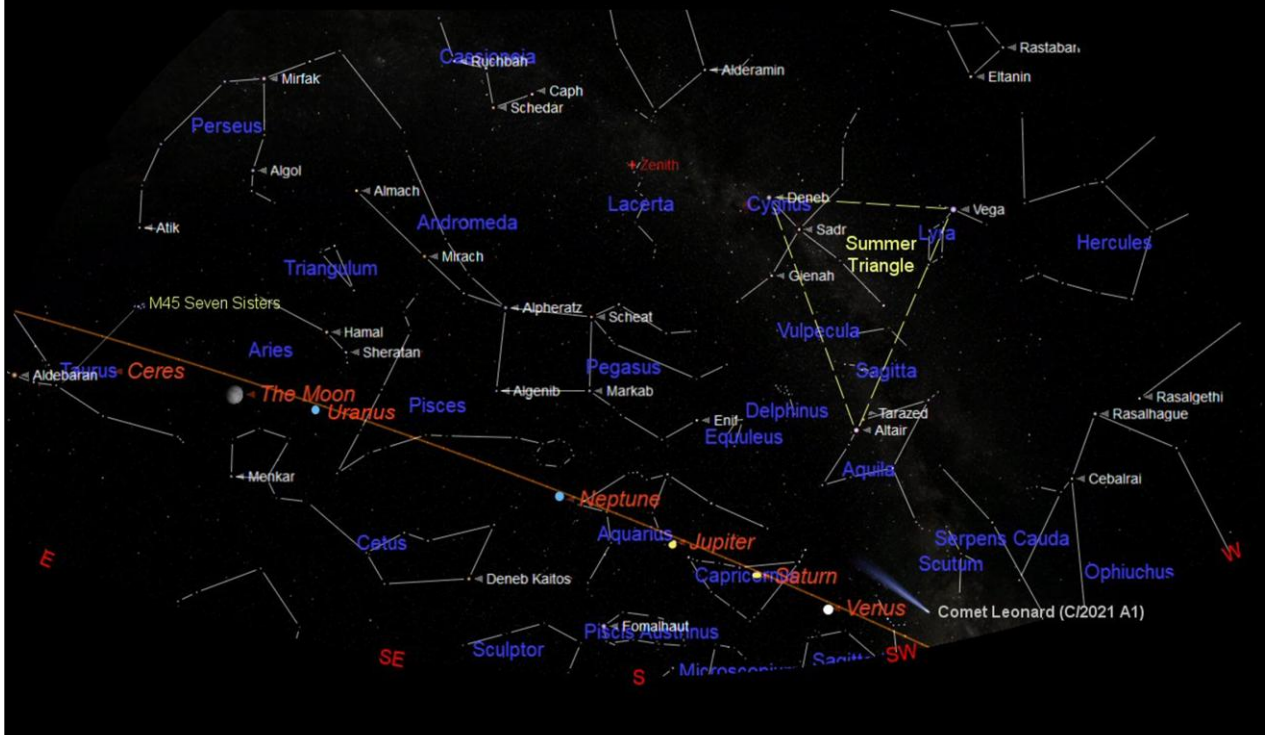 Cassiopeia
Ruchbah
Alderamin
Rastaban
Eltanin
Mirfak
Caph
Schedar
Perseus
Zenith
Algol
Almach
Deneb
Lacerta
Cygnus
Vega
Andromeda
Atik
Sadr
Lyra
Summer
Triangle
Hercules
Mirach
Triangulum
Gienah
M45 Seven Sisters
Alpheratz
Scheat
Hamal
Vulpecula
Aries
Sheratan
Taurus
Aldebaran
Ceres
Pegasus
Sagitta
The Moon
Algenib
Markab
Rasalgethi
Uranus
Pisces
Delphinus
Tarazed
Rasalhague
Enif
Altair
Equuleus
Aquila
Menkar
Cebalrai
Neptune
Aquarius
Jupiter
Serpens Cauda
Cetus
E
W
Scutum
Ophiuchus
Deneb Kaitos
Saturn
Venus
Comet Leonard (C/2021 A1)
Fomalhaut
Piscis Austrinus
Sculptor
SE
SW
S